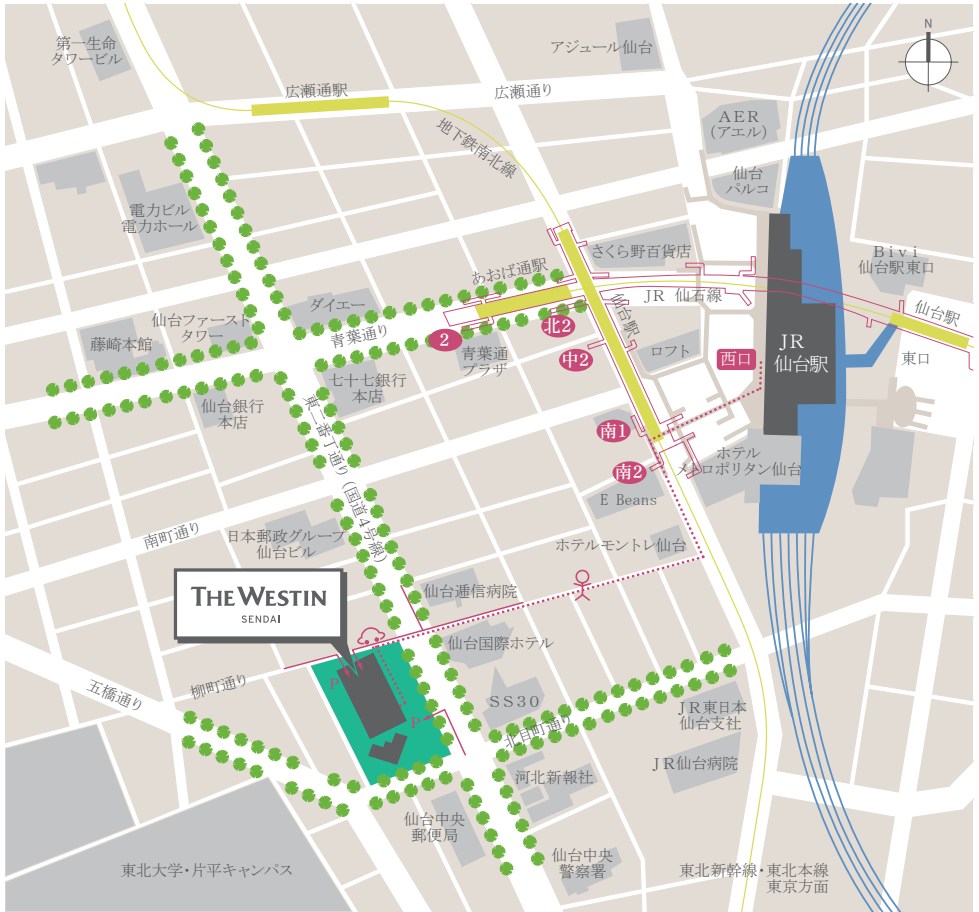 N
第一生命
タワービル
アジュール仙台
広瀬通駅
広瀬通り
地下鉄南北線
AER
(アエル)
仙台
パルコ
電力ビル
電力ホール
さくら野百貨店
Bivi
仙台駅東口
あおば通駅
JR 仙石線
仙台駅
仙台駅
ダイエー
仙台ファースト
タワー
青葉通り
藤崎本館
2
北2
中2
青葉通
プラザ
ロフト
西口
JR
仙台駅
東口
七十七銀行
本店
仙台銀行
本店
東二番丁通り(国道4号線)
南1
南2
ホテル
メトロポリタン仙台
E Beans
南町通り
日本郵政グループ
仙台ビル
ホテルモントレ仙台
THE WESTIN
SENDAI
仙台逓信病院
仙台国際ホテル
柳町通り
五橋通り
P
P
SS30
北目町通り
JR東日本
仙台支社
JR仙台病院
河北新報社
仙台中央
郵便局
仙台中央
警察署
東北大学・片平キャンパス
東北新幹線・東北本線
東京方面